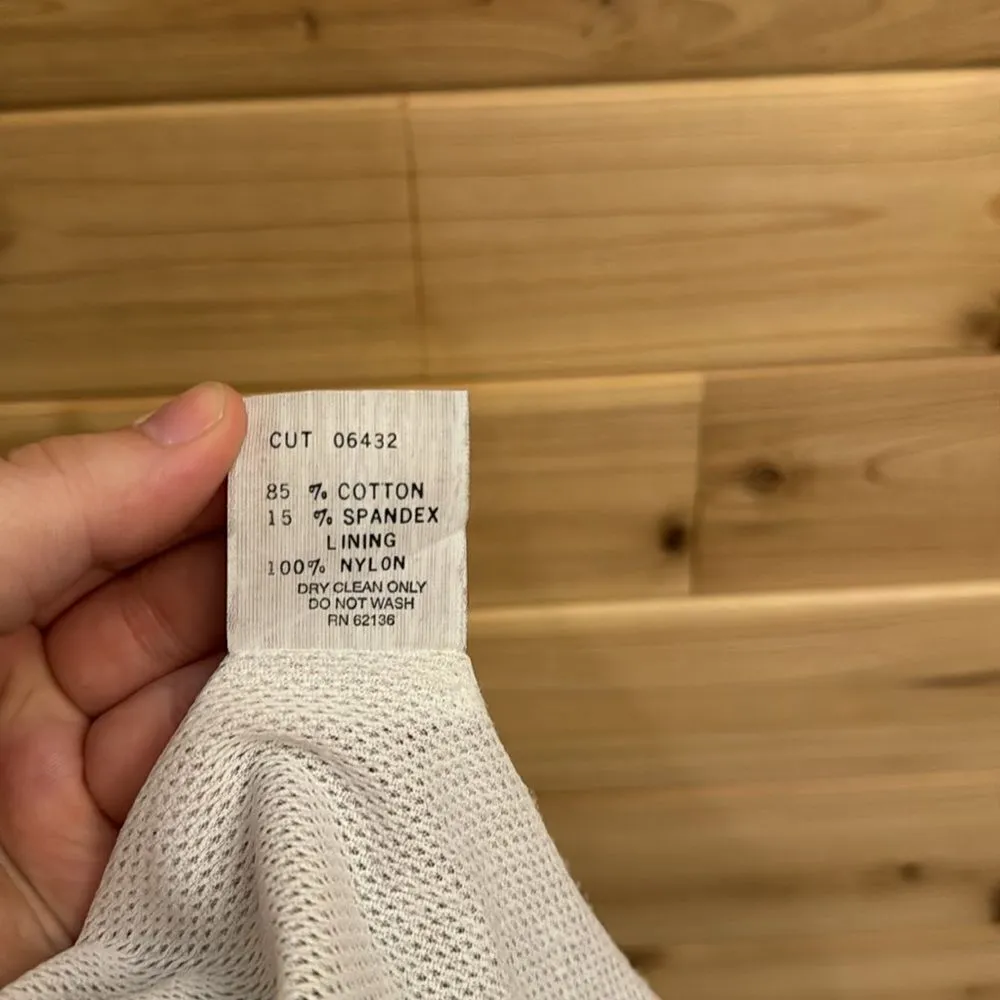 CUT 06432
85 % COTTON
15 % SPANDEX
LINING
100% NYLON
DRY CLEAN ONLY
DO NOT WASH
RN 62136